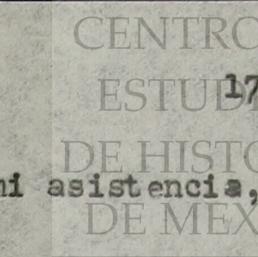 CENTRO
ESTUD
17
DE HISTO
mi asistencia,
DE MEX